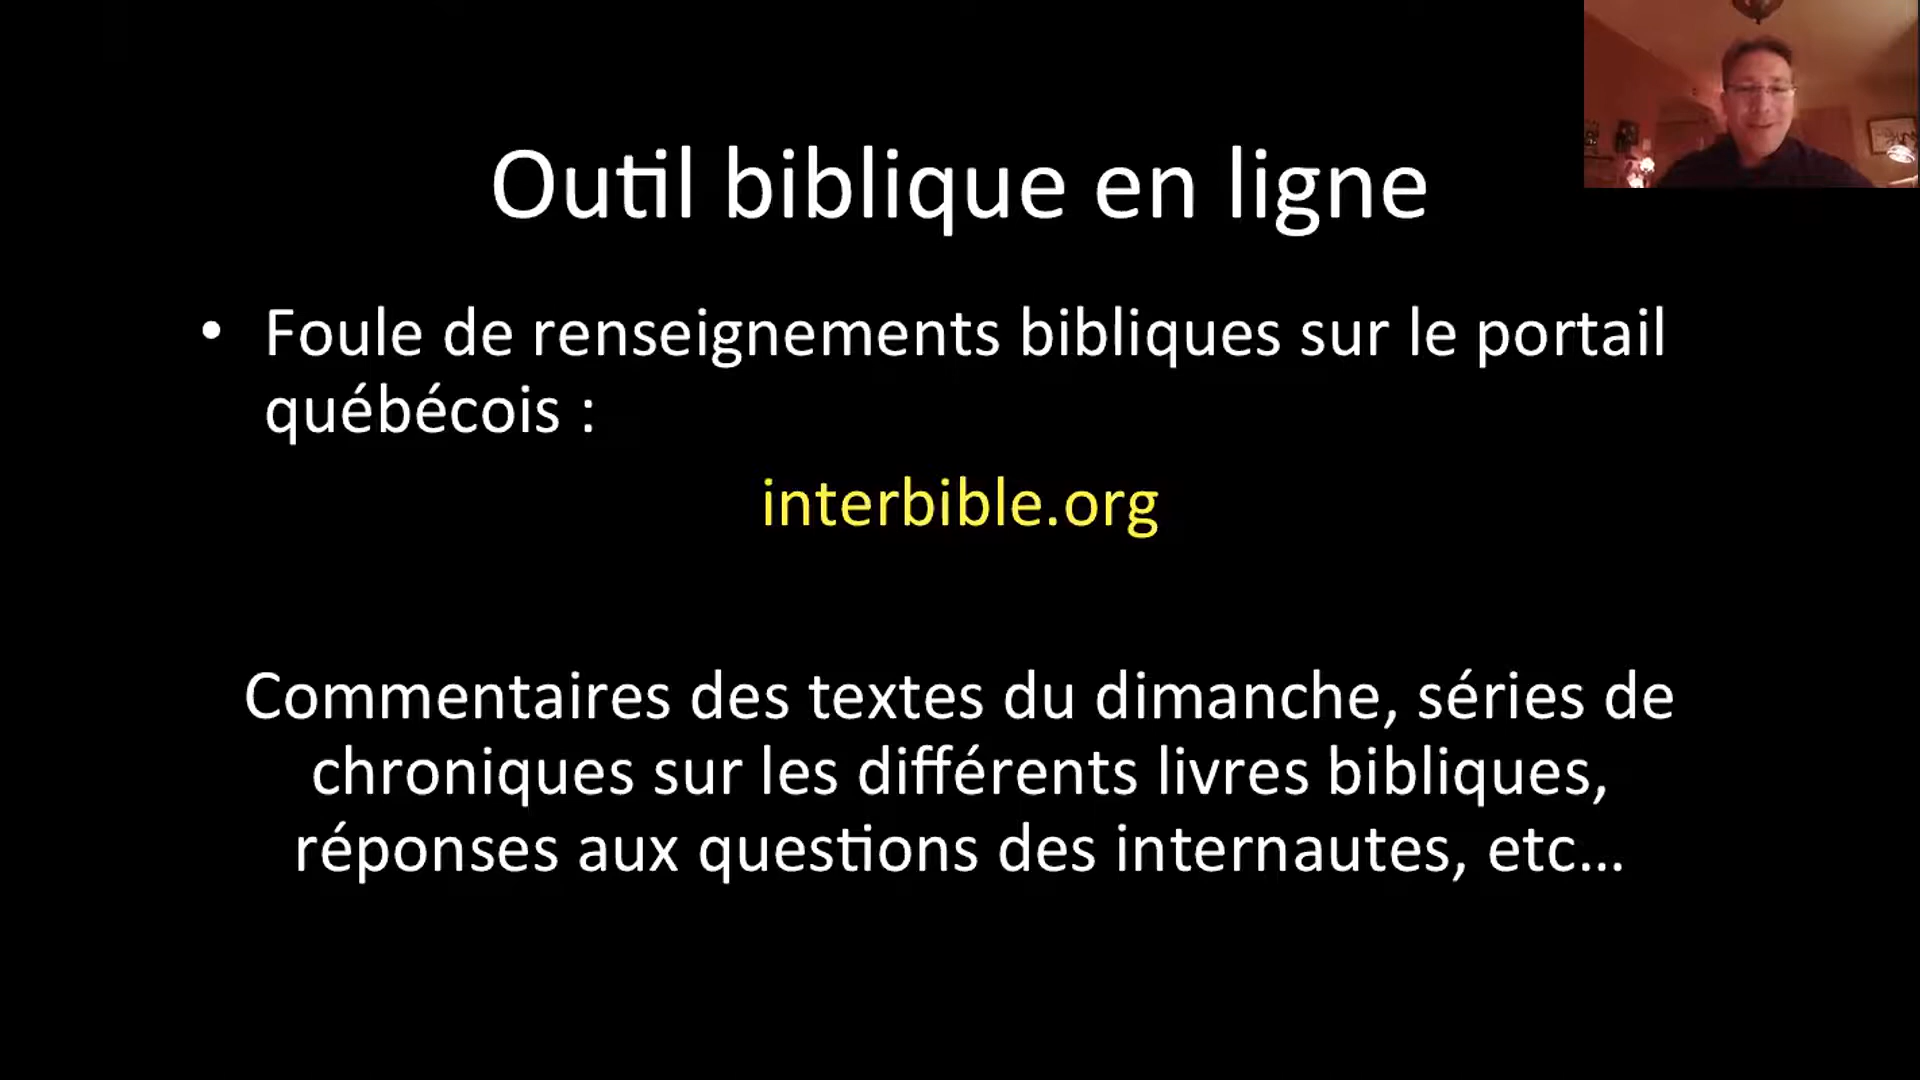 Outil biblique en ligne
• Foule de renseignements bibliques sur le portail
québécois :
interbible.org
Commentaires des textes du dimanche, séries de
chroniques sur les différents livres bibliques,
réponses aux questions des internautes, etc...